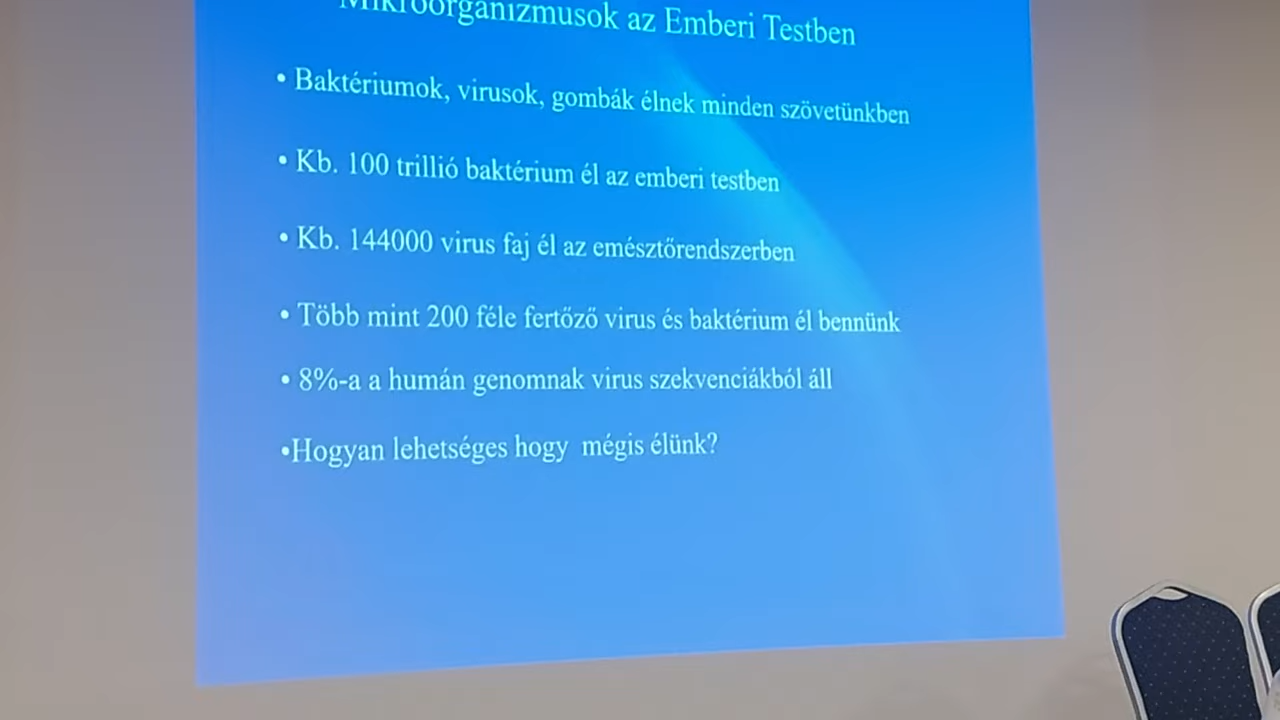 Mikroorganizmusok az Emberi Testben
• Baktériumok, virusok, gombák élnek minden szövetünkben
• Kb. 100 trillió baktérium él az emberi testben
• Kb. 144000 virus faj él az emésztőrendszerben
• Több mint 200 féle fertőző virus és baktérium él bennünk
• 8%-a a humán genomnak virus szekvenciákból áll
•Hogyan lehetséges hogy mégis élünk?